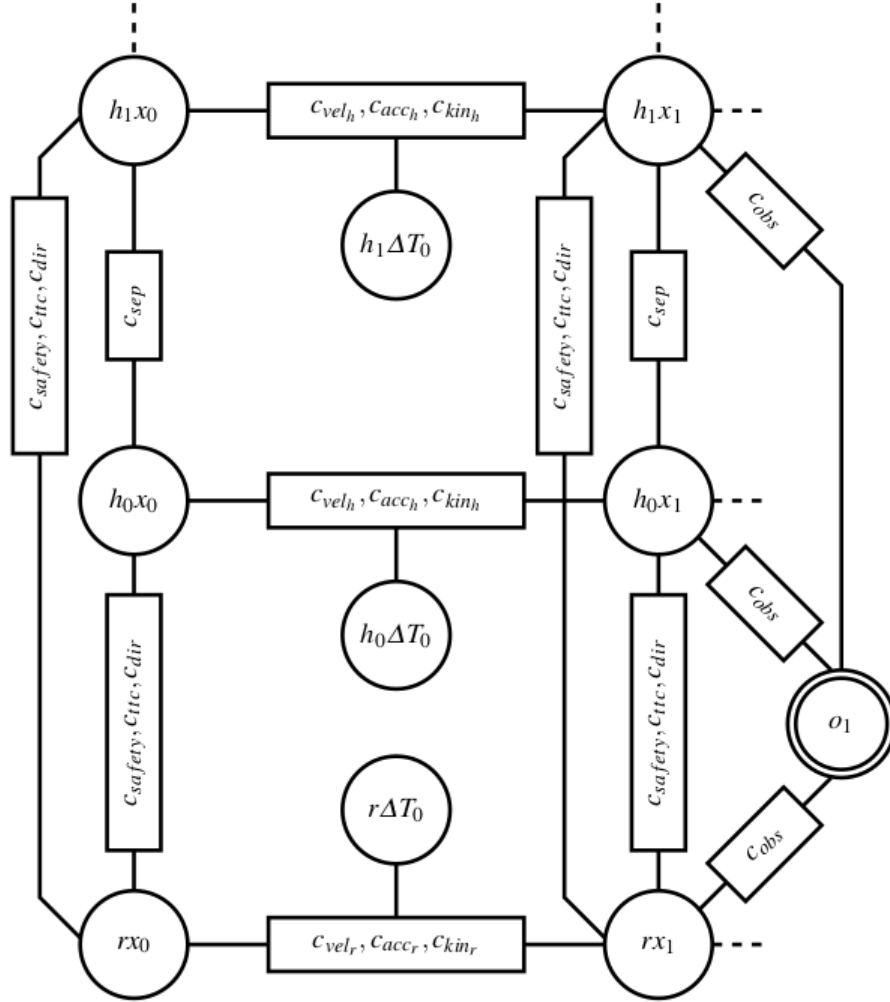 h₁x₀
c_{vel_h}, c_{acc_h}, c_{kin_h}
h₁x₁
c_{obs}
h₁ΔT₀
c_{safety}, c_{ttc}, c_{dir}
c_{sep}
c_{safety}, c_{ttc}, c_{dir}
c_{sep}
h₀x₀
c_{vel_h}, c_{acc_h}, c_{kin_h}
h₀x₁
c_{obs}
h₀ΔT₀
c_{safety}, c_{ttc}, c_{dir}
c_{safety}, c_{ttc}, c_{dir}
o₁
rΔT₀
c_{obs}
rx₀
c_{vel_r}, c_{acc_r}, c_{kin_r}
rx₁